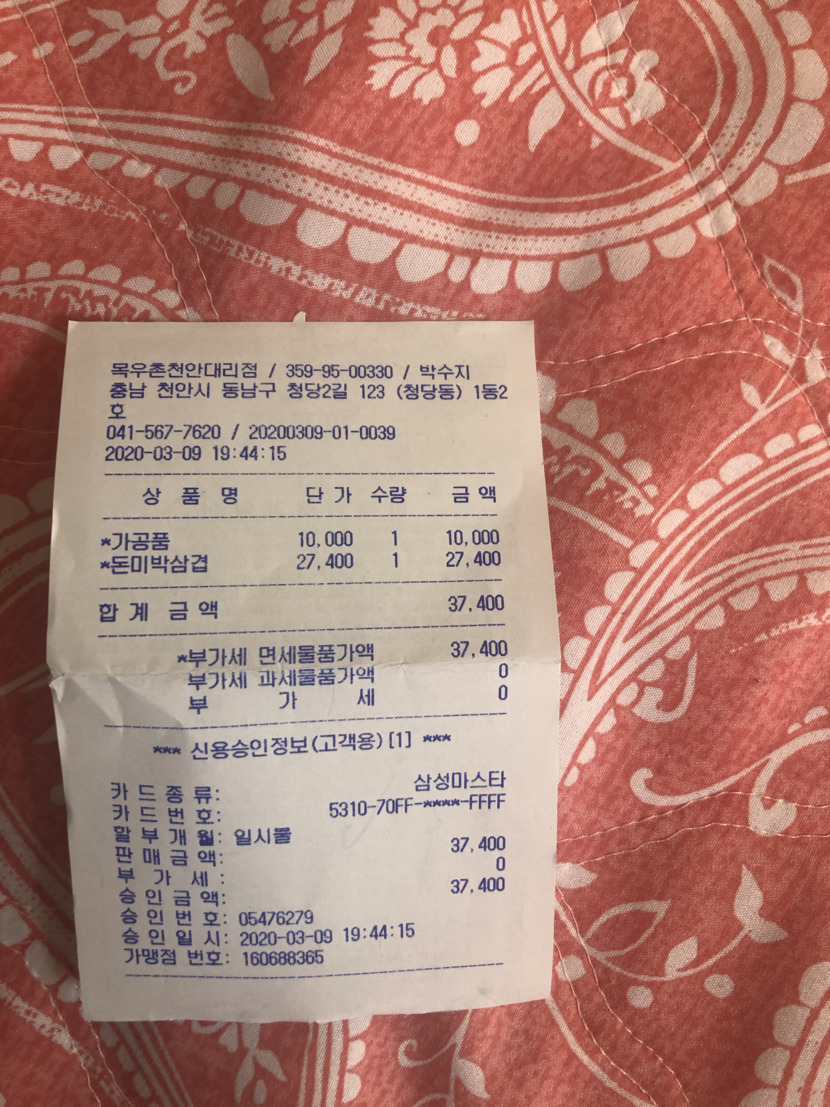 목우촌천안대리점 / 359-95-00330 / 박수지
충남 천안시 동남구 청당2길 123 (청당동) 1동2
호
041-567-7620 / 20200309-01-0039
2020-03-09 19:44:15
상 품 명 단 가 수량 금 액
*가공품 10,000 1 10,000
*돈미박삼겹 27,400 1 27,400
합 계 금 액 37,400
*부가세 면세물품가액 37,400
부가세 과세물품가액 0
부 가 세 0
*** 신용승인정보(고객용)[1] ***
카 드 종 류: 삼성마스타
카 드 번 호: 5310-70FF-****-FFFF
할 부 개 월: 일시불
판 매 금 액: 37,400
부 가 세 : 0
승 인 금 액: 37,400
승 인 번 호: 05476279
승 인 일 시: 2020-03-09 19:44:15
가맹점 번호: 160688365